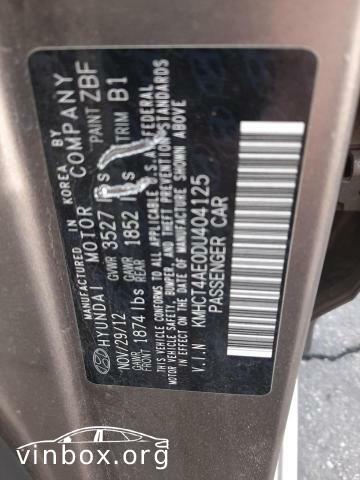 MANUFACTURED IN KOREA BY
HYUNDAI MOTOR COMPANY
NOV/29/12 GVWR 3527 lbs PAINT ZBF
GAWR FRONT 1874 lbs GAWR REAR 1852 lbs TRIM B1
THIS VEHICLE CONFORMS TO ALL APPLICABLE U.S.A. FEDERAL
MOTOR VEHICLE SAFETY, BUMPER, AND THEFT PREVENTION STANDARDS
IN EFFECT ON THE DATE OF MANUFACTURE SHOWN ABOVE
V.I.N KMHCT4AE0DU404125
PASSENGER CAR
vinbox.org